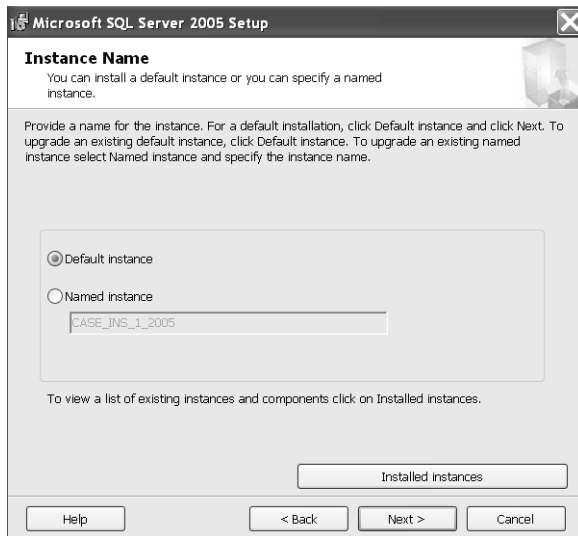 Microsoft SQL Server 2005 Setup
Instance Name
You can install a default instance or you can specify a named
instance.
Provide a name for the instance. For a default installation, click Default instance and click Next. To
upgrade an existing default instance, click Default instance. To upgrade an existing named
instance select Named instance and specify the instance name.
Default instance
Named instance
CASE_INS_1_2005
To view a list of existing instances and components click on Installed instances.
Installed instances
Help
< Back
Next >
Cancel